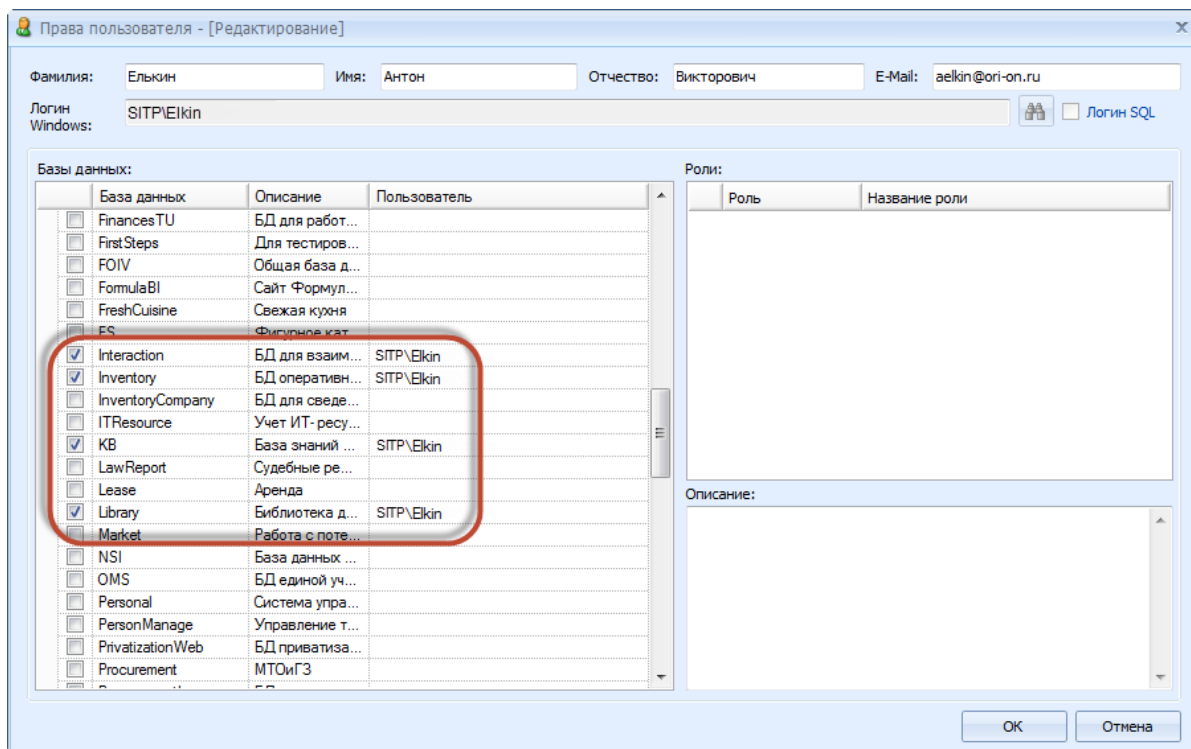 Права пользователя - [Редактирование]
Фамилия: Елькин Имя: Антон Отчество: Викторович E-Mail: aelkin@ori-on.ru
Логин Windows: SITP\Elkin Логин SQL
Базы данных: Роли:
База данных Описание Пользователь Роль Название роли
FinancesTU БД для работ...
FirstSteps Для тестиров...
FOIV Общая база д...
FormulaBI Сайт Формул...
FreshCuisine Свежая кухня
FS Фигурное кат...
Interaction БД для взаим... SITP\Elkin
Inventory БД оперативн... SITP\Elkin
InventoryCompany БД для сведе...
ITResource Учет ИТ-ресу...
KB База знаний ... SITP\Elkin
LawReport Судебные ре...
Lease Аренда
Описание:
Library Библиотека д... SITP\Elkin
Market Работа с поте...
NSI База данных ...
OMS БД единой уч...
Personal Система упра...
PersonManage Управление т...
PrivatizationWeb БД приватиза...
Procurement МТОиГЗ
OK Отмена